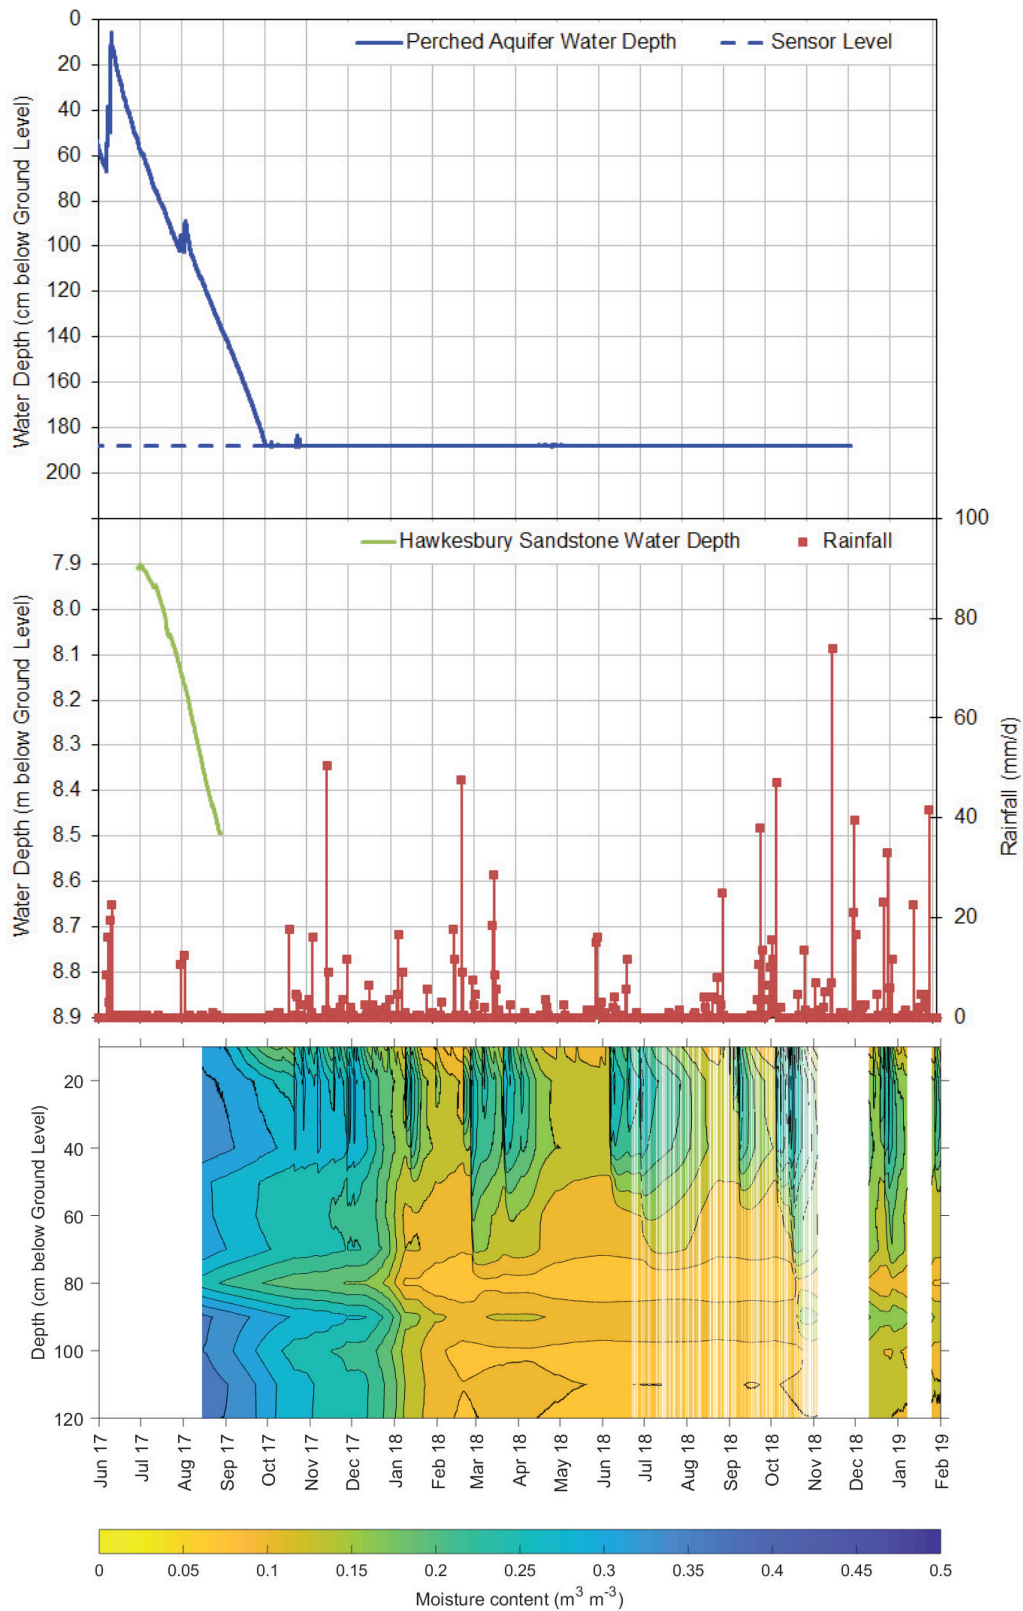 Perched Aquifer Water Depth
Sensor Level
Water Depth (cm below Ground Level)
0
20
40
60
80
100
120
140
160
180
200
Hawkesbury Sandstone Water Depth
Rainfall
Water Depth (m below Ground Level)
7.9
8.0
8.1
8.2
8.3
8.4
8.5
8.6
8.7
8.8
8.9
100
80
60
40
20
0
Rainfall (mm/d)
Depth (cm below Ground Level)
20
40
60
80
100
120
Jun 17
Jul 17
Aug 17
Sep 17
Oct 17
Nov 17
Dec 17
Jan 18
Feb 18
Mar 18
Apr 18
May 18
Jun 18
Jul 18
Aug 18
Sep 18
Oct 18
Nov 18
Dec 18
Jan 19
Feb 19
0
0.05
0.1
0.15
0.2
0.25
0.3
0.35
0.4
0.45
0.5
Moisture content (m³ m⁻³)